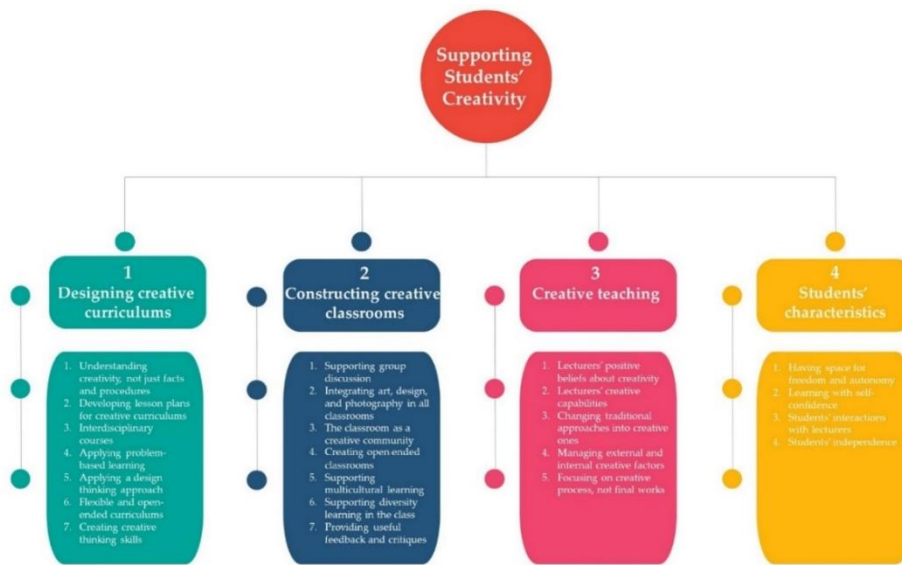 Supporting
Students'
Creativity
1
Designing creative
curriculums
1. Understanding
creativity, not just facts
and procedures
2. Developing lesson plans
for creative curriculums
3. Interdisciplinary
courses
4. Applying problem-
based learning
5. Applying a design
thinking approach
6. Flexible and open-
ended curriculums
7. Creating creative
thinking skills
2
Constructing creative
classrooms
1. Supporting group
discussion
2. Integrating art, design,
and photography in all
classrooms
3. The classroom as a
creative community
4. Creating open-ended
classrooms
5. Supporting
multicultural learning
6. Supporting diversity
learning in the class
7. Providing useful
feedback and critiques
3
Creative teaching
1. Lecturers' positive
beliefs about creativity
2. Lecturers' creative
capabilities
3. Changing traditional
approaches into creative
ones
4. Managing external and
internal creative factors
5. Focusing on creative
process, not final works
4
Students'
characteristics
1. Having space for
freedom and autonomy
2. Learning with self-
confidence
3. Students' interactions
with lecturers
4. Students' independence